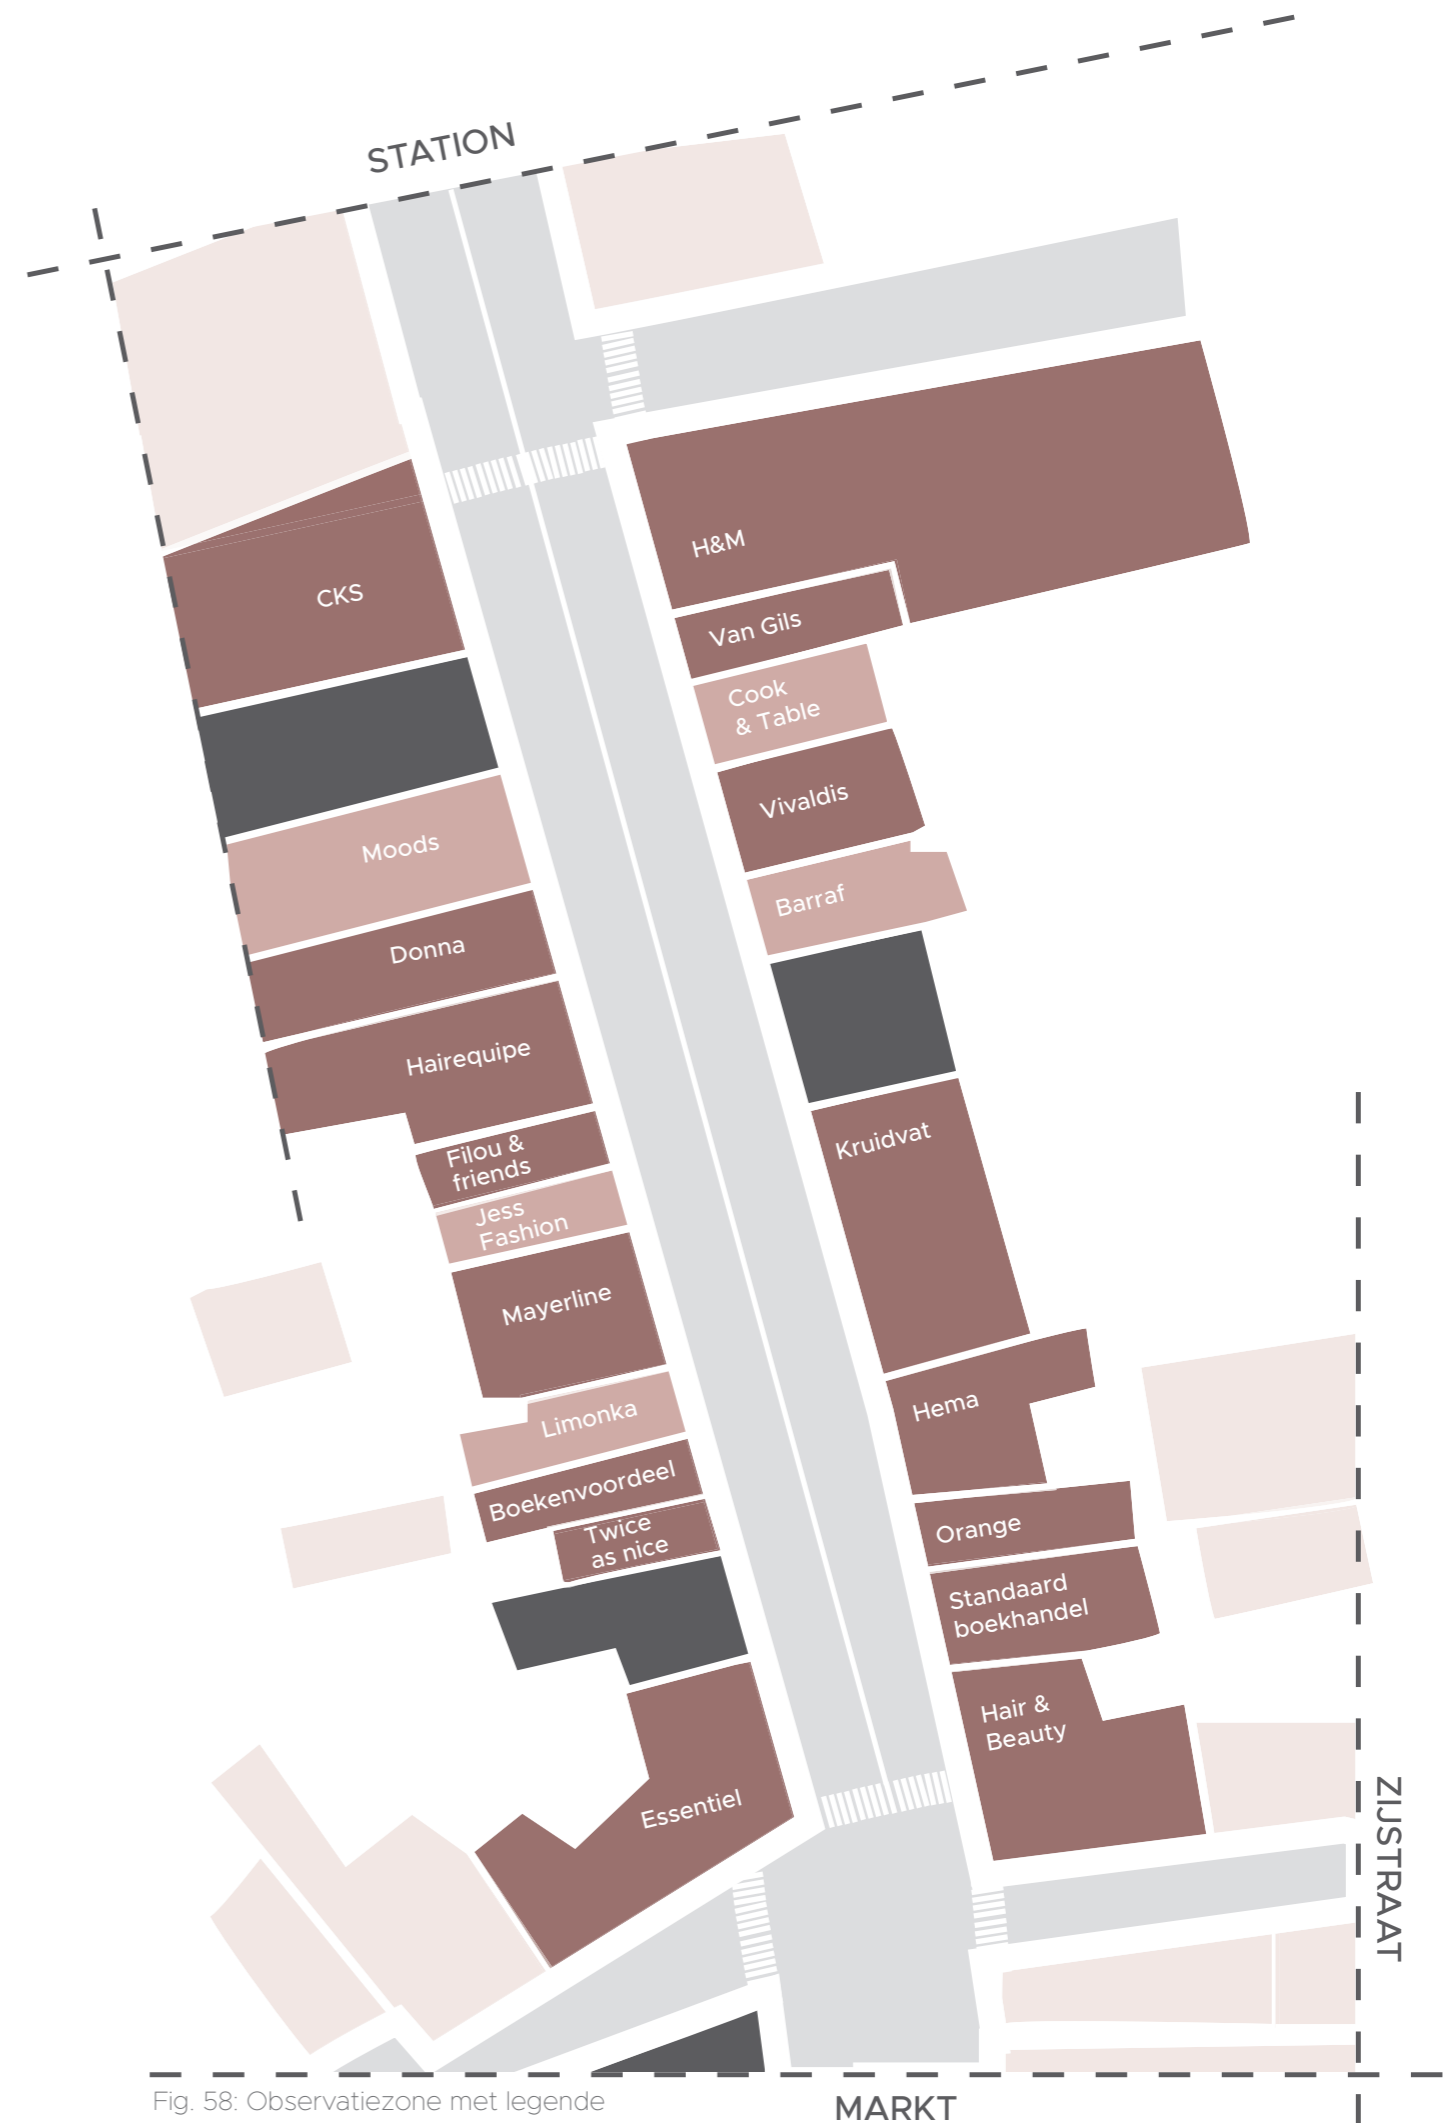 STATION
H&M
CKS
Van Gils
Cook
& Table
Vivaldis
Moods
Barraf
Donna
Hairequipe
Kruidvat
Filou &
friends
Jess
Fashion
Mayerline
Hema
Limonka
Boekenvoordeel
Twice
as nice
Orange
Standaard
boekhandel
Hair &
Beauty
Essentiel
ZIJSTRAAT
Fig. 58: Observatiezone met legende
MARKT